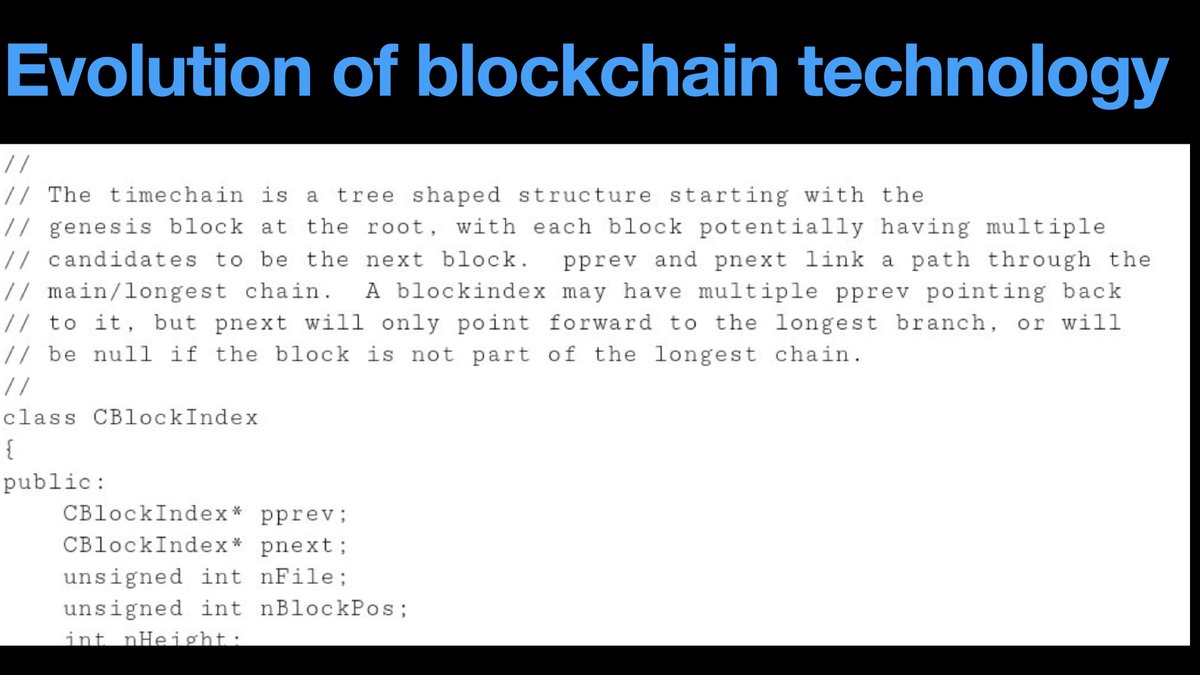 Evolution of blockchain technology
//
// The timechain is a tree shaped structure starting with the
// genesis block at the root, with each block potentially having multiple
// candidates to be the next block.  pprev and pnext link a path through the
// main/longest chain.  A blockindex may have multiple pprev pointing back
// to it, but pnext will only point forward to the longest branch, or will
// be null if the block is not part of the longest chain.
//
class CBlockIndex
{
public:
    CBlockIndex* pprev;
    CBlockIndex* pnext;
    unsigned int nFile;
    unsigned int nBlockPos;
    int nHeight;